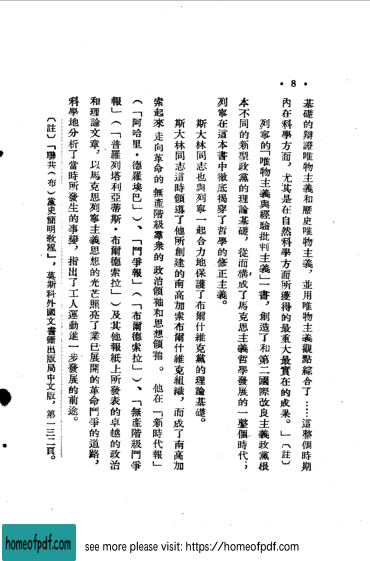 • 8 •
基礎的辯證唯物主義和歷史唯物主義，並用唯物主義觀點綜合了……這整個時期
內在科學方面，尤其是在自然科學方面所獲得的最重大最實在的成果。」（註）
列寧的「唯物主義與經驗批判主義」一書，創造了和第二國際改良主義政黨根
本不同的新型政黨的理論基礎，從而構成了馬克思主義哲學發展的一整個時代；
列寧在這本書中徹底揭穿了哲學的修正主義。
斯大林同志也與列寧一起合力地保護了布爾什維克黨的理論基礎。
斯大林同志這時領導了他所創建的南高加索布爾什維克組織，而成了南高加
索起來走向革命的無產階級羣衆的政治領袖和思想領袖。他在「新時代報」
（「阿哈里·德羅埃巴」）、「鬥爭報」（「布爾德索拉」）、「無產階級鬥爭
報」（「普羅列塔利亞蒂斯·布爾德索拉」）及其他報紙上所發表的卓越的政治
和理論文章，以馬克思列寧主義思想的光芒照亮了業已展開的革命鬥爭的道路，
科學地分析了當時所發生的事變，指出了工人運動進一步發展的前途。
〔註〕「聯共（布）黨史簡明教程」，莫斯科外國文書籍出版局中文版，第一三二頁。
homeofpdf.com
see more please visit: https://homeofpdf.com